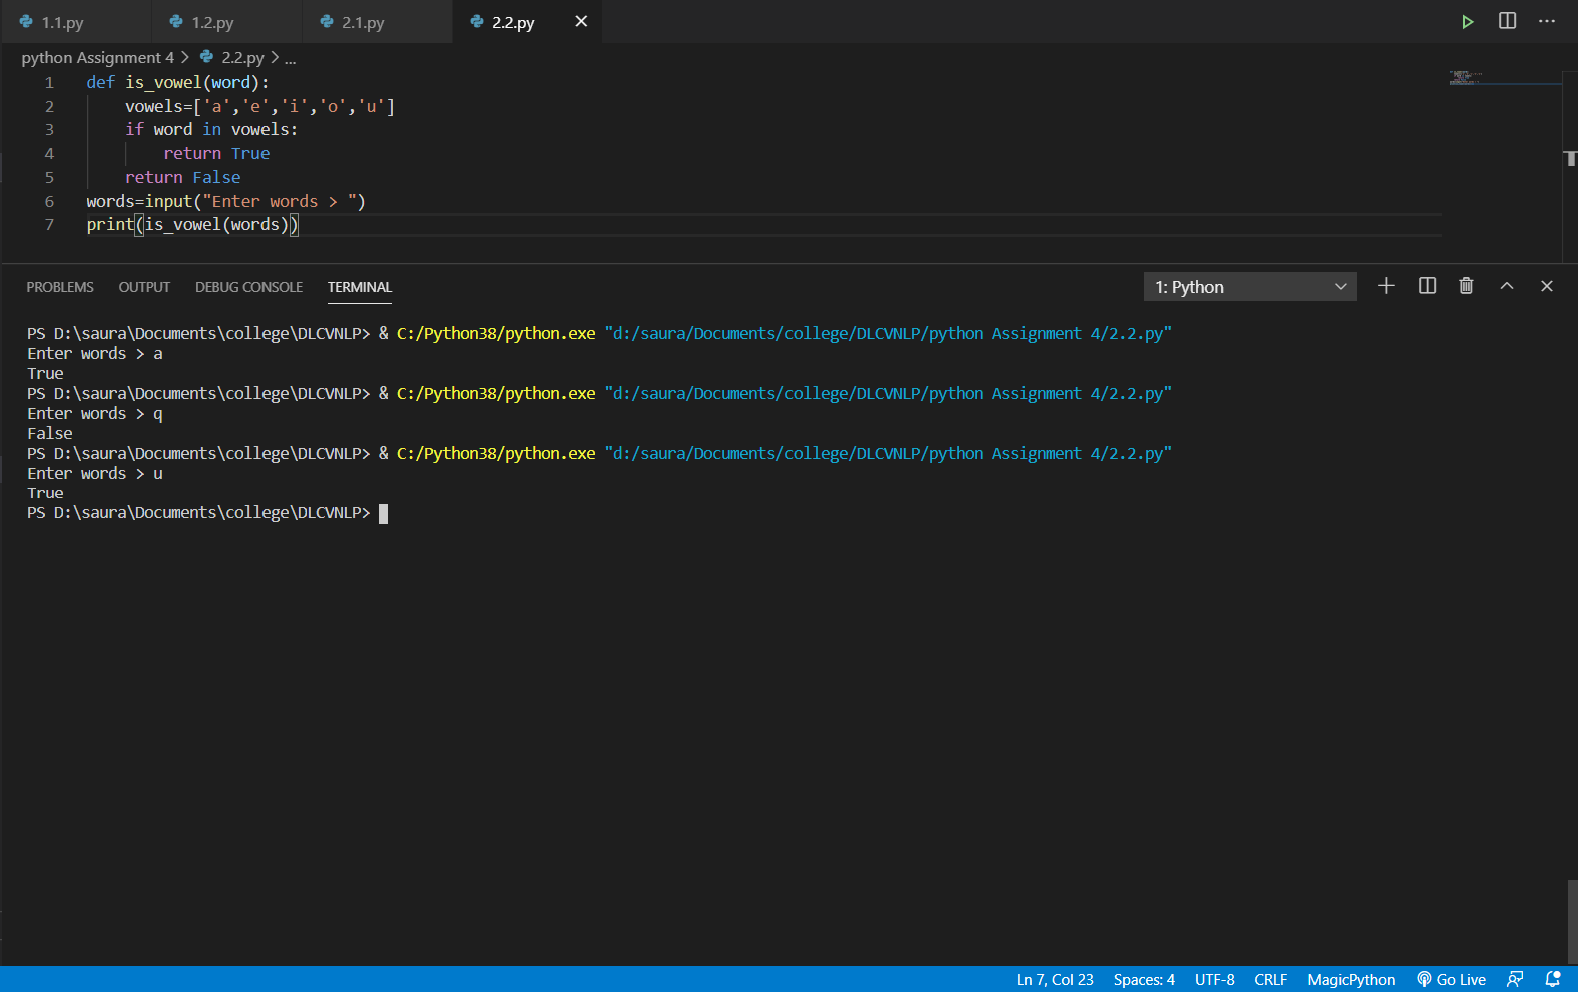 1.1.py 1.2.py 2.1.py 2.2.py
python Assignment 4 > 2.2.py > ...
1 def is_vowel(word):
2     vowels=['a','e','i','o','u']
3     if word in vowels:
4         return True
5     return False
6 words=input("Enter words > ")
7 print(is_vowel(words))
PROBLEMS OUTPUT DEBUG CONSOLE TERMINAL 1: Python
PS D:\saura\Documents\college\DLCVNLP> & C:/Python38/python.exe "d:/saura/Documents/college/DLCVNLP/python Assignment 4/2.2.py"
Enter words > a
True
PS D:\saura\Documents\college\DLCVNLP> & C:/Python38/python.exe "d:/saura/Documents/college/DLCVNLP/python Assignment 4/2.2.py"
Enter words > q
False
PS D:\saura\Documents\college\DLCVNLP> & C:/Python38/python.exe "d:/saura/Documents/college/DLCVNLP/python Assignment 4/2.2.py"
Enter words > u
True
PS D:\saura\Documents\college\DLCVNLP>
Ln 7, Col 23 Spaces: 4 UTF-8 CRLF MagicPython Go Live